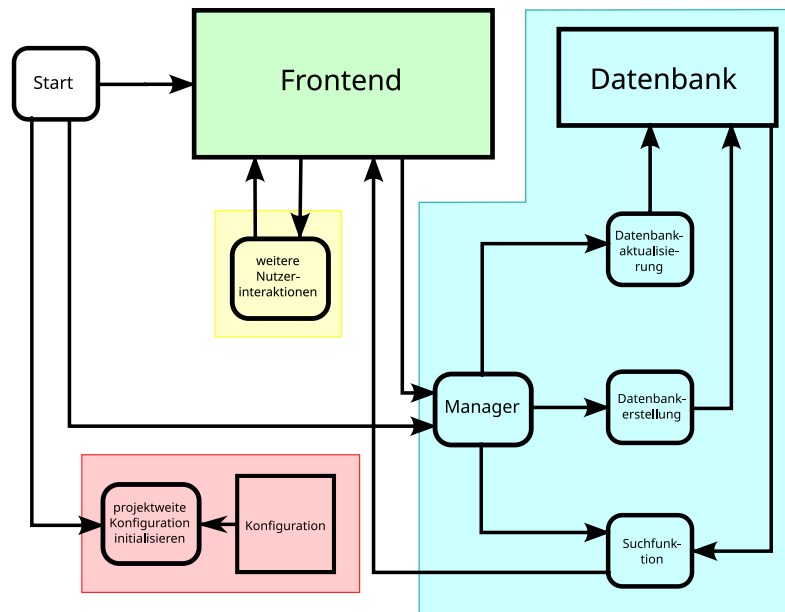 Start
Frontend
Datenbank
weitere
Nutzer-
interaktionen
Datenbank-
aktualisie-
rung
Manager
Datenbank-
erstellung
projektweite
Konfiguration
initialisieren
Konfiguration
Suchfunk-
tion